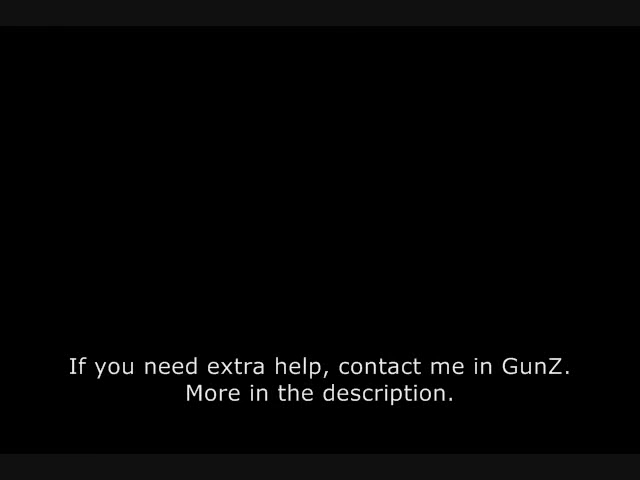 If you need extra help, contact me in GunZ.
More in the description.